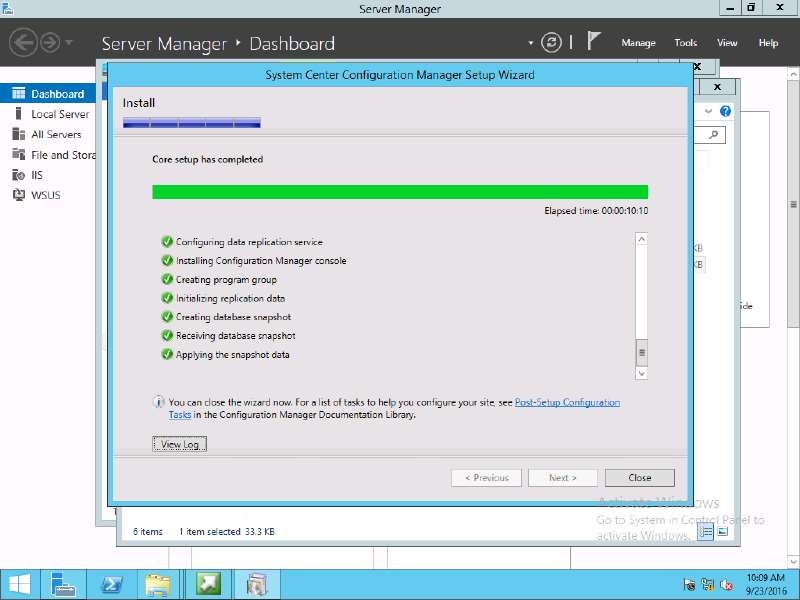 Server Manager
Server Manager
Dashboard
Manage
Tools
View
Help
Dashboard
Local Server
All Servers
File and Stora
IIS
WSUS
System Center Configuration Manager Setup Wizard
Install
Core setup has completed
Elapsed time: 00:00:10:10
Configuring data replication service
Installing Configuration Manager console
Creating program group
Initializing replication data
Creating database snapshot
Receiving database snapshot
Applying the snapshot data
You can close the wizard now. For a list of tasks to help you configure your site, see Post-Setup Configuration
Tasks in the Configuration Manager Documentation Library.
View Log
< Previous
Next >
Close
KB
KB
ide
Activate Windows
Go to System in Control Panel to
activate Windows.
6 items
1 item selected 33.3 KB
10:09 AM
9/23/2016